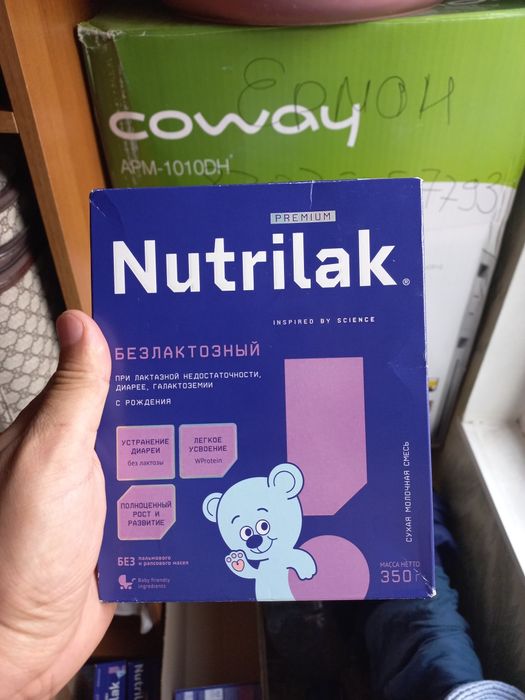 ЕРNОН
coway
APM-1010DH
PREMIUM
Nutrilak®
INSPIRED BY SCIENCE
БЕЗЛАКТОЗНЫЙ
ПРИ ЛАКТАЗНОЙ НЕДОСТАТОЧНОСТИ,
ДИАРЕЕ, ГАЛАКТОЗЕМИИ
С РОЖДЕНИЯ
УСТРАНЕНИЕ
ДИАРЕИ
без лактозы
ЛЕГКОЕ
УСВОЕНИЕ
WProtein
ПОЛНОЦЕННЫЙ
РОСТ И
РАЗВИТИЕ
БЕЗ пальмового
и рапсового масел
Baby friendly
ingredients
СУХАЯ МОЛОЧНАЯ СМЕСЬ
МАССА НЕТТО
350 г
Nutrilak